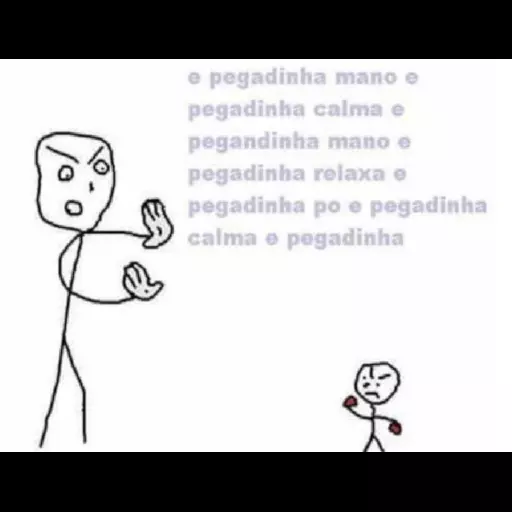 e pegadinha mano e
pegadinha calma e
pegandinha mano e
pegadinha relaxa e
pegadinha po e pegadinha
calma e pegadinha